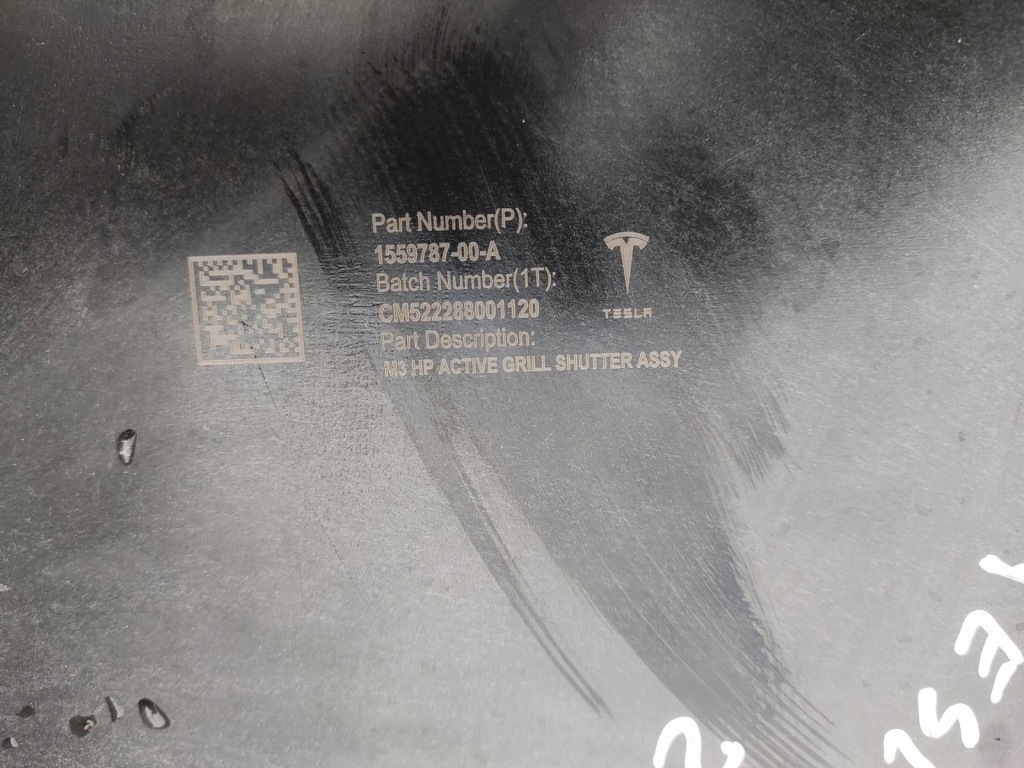 Part Number(P):
1559787-00-A
Batch Number(1T):
CM522288001120
Part Description:
M3 HP ACTIVE GRILL SHUTTER ASSY
TESLA